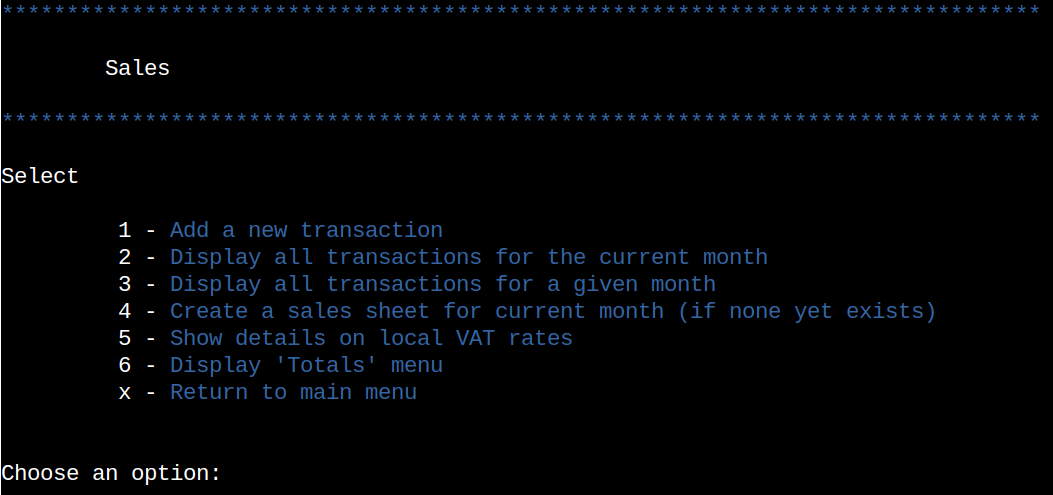 ********************************************************************************
Sales
********************************************************************************
Select
1 - Add a new transaction
2 - Display all transactions for the current month
3 - Display all transactions for a given month
4 - Create a sales sheet for current month (if none yet exists)
5 - Show details on local VAT rates
6 - Display 'Totals' menu
x - Return to main menu
Choose an option: